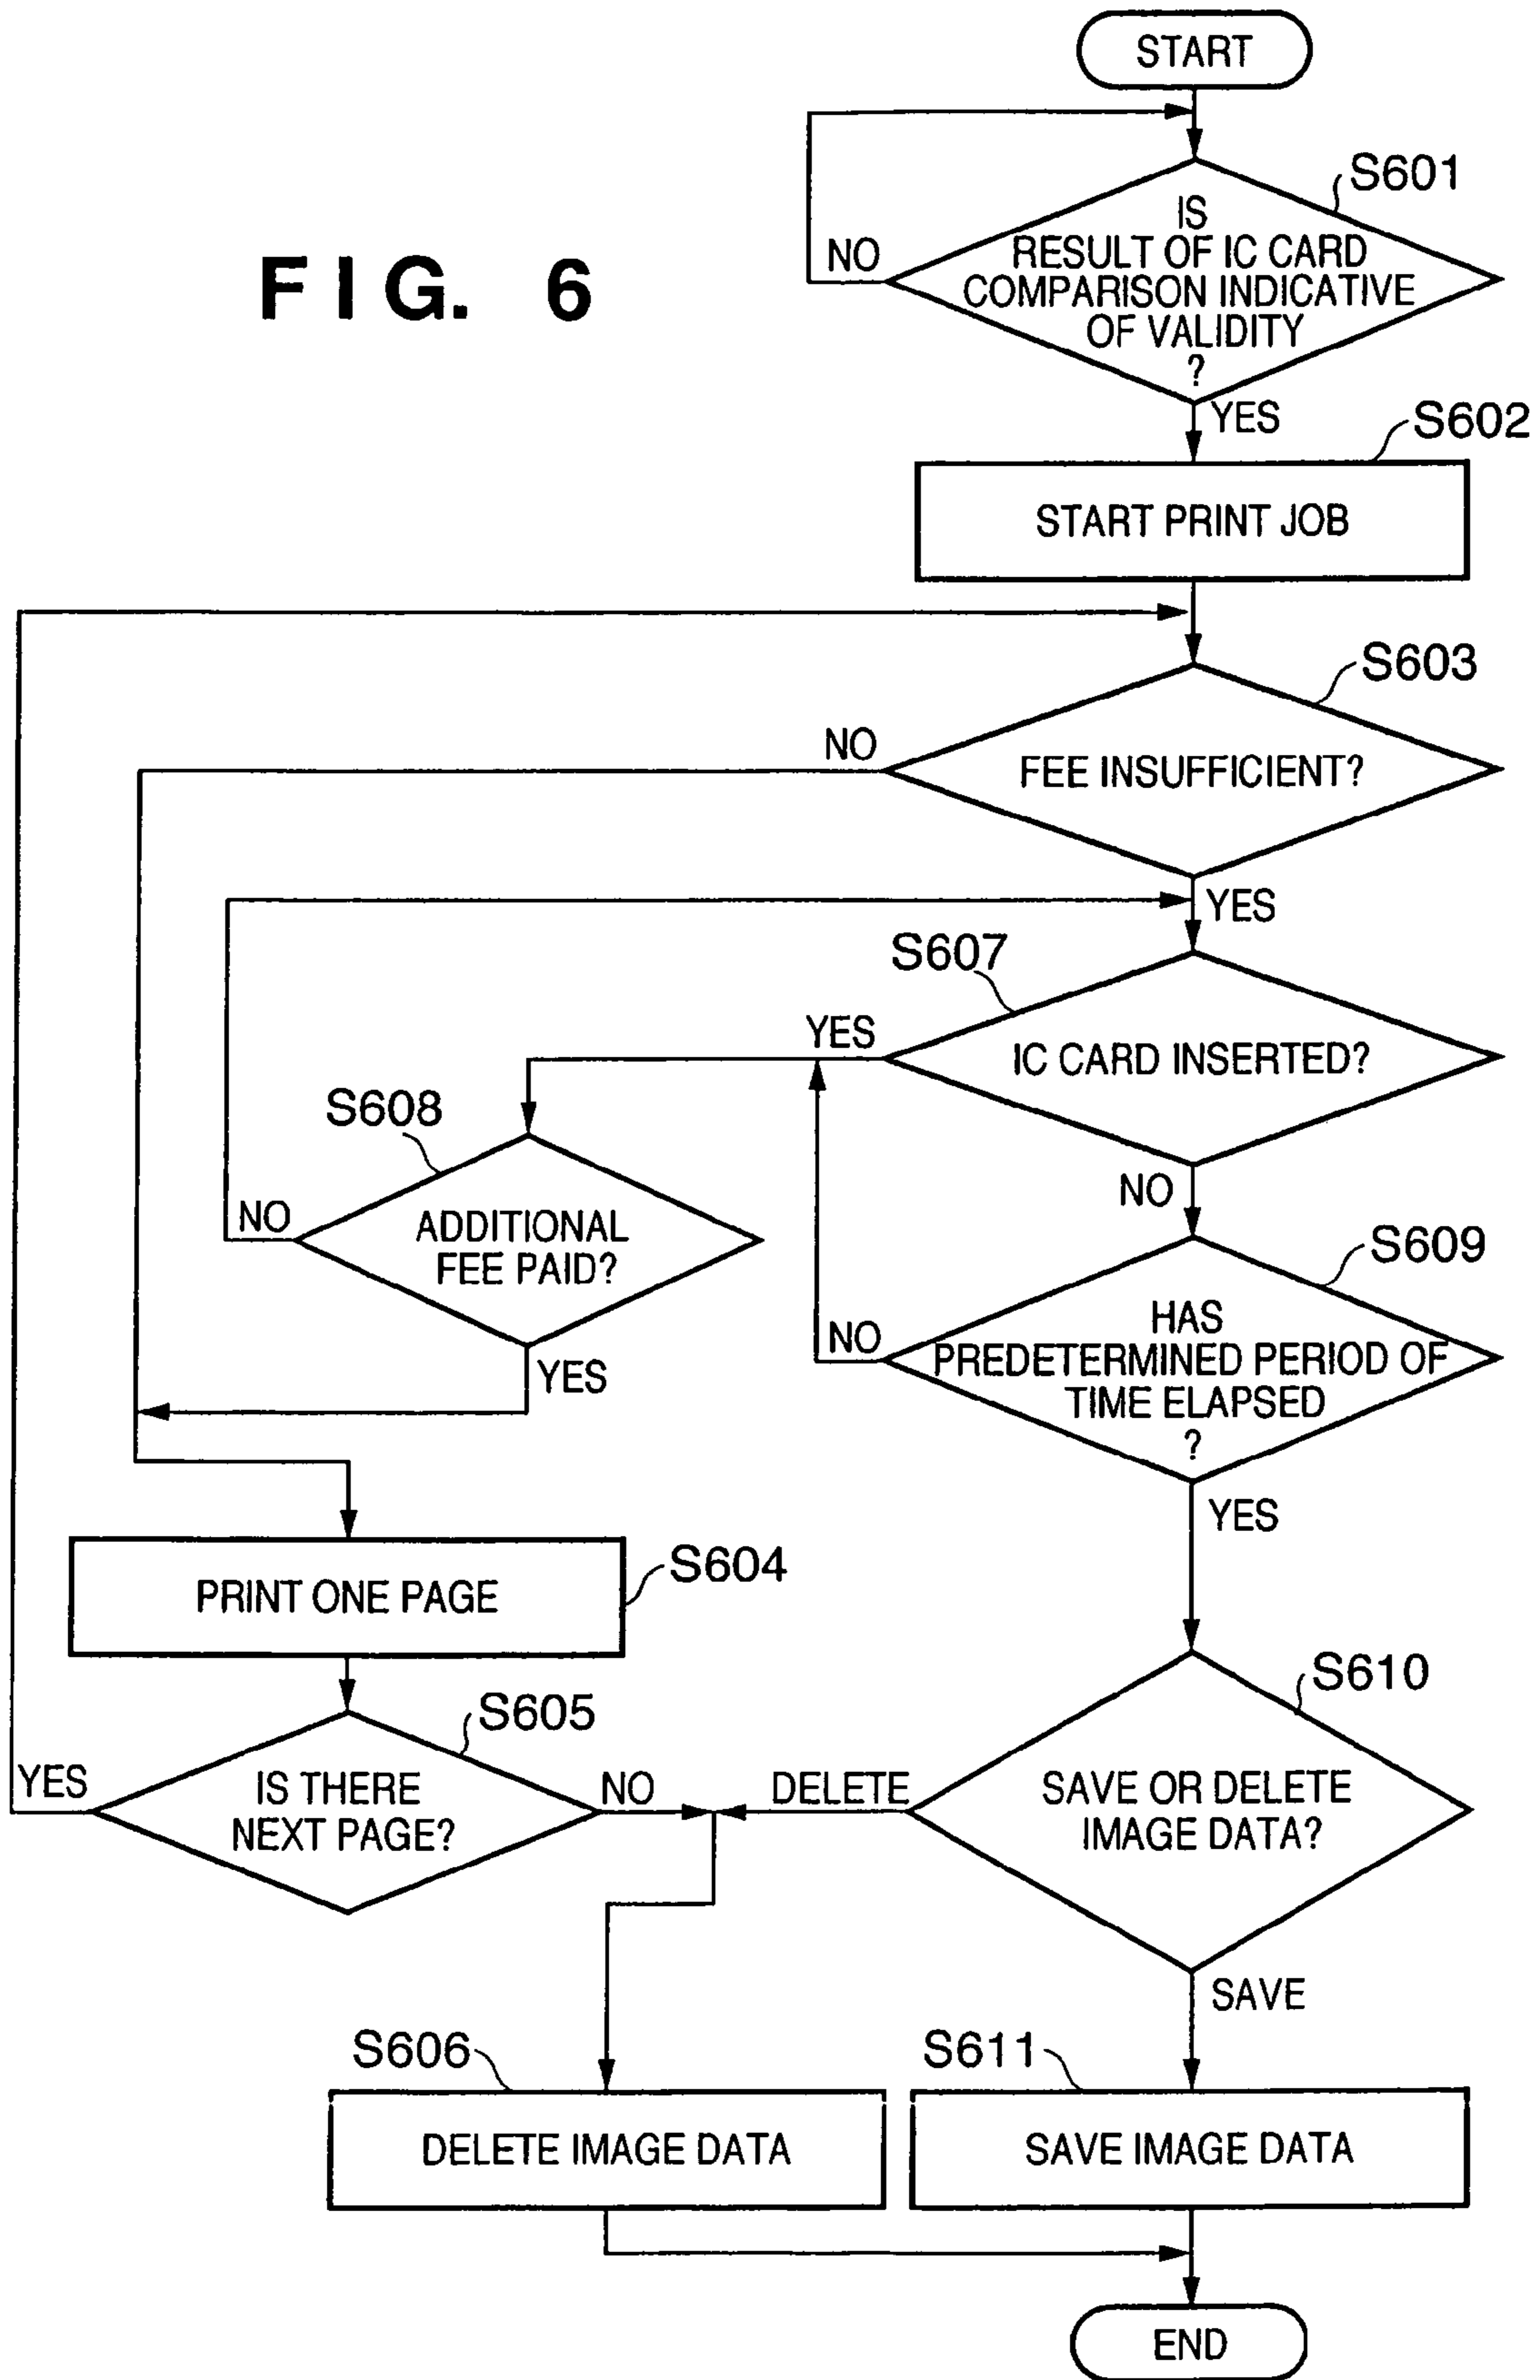 START
S601
FIG. 6
IS
RESULT OF IC CARD
COMPARISON INDICATIVE
OF VALIDITY
?
NO
YES
S602
START PRINT JOB
S603
NO
FEE INSUFFICIENT?
YES
S607
YES
IC CARD INSERTED?
S608
NO
NO
ADDITIONAL
FEE PAID?
S609
HAS
PREDETERMINED PERIOD OF
TIME ELAPSED
?
NO
YES
YES
S604
PRINT ONE PAGE
S610
S605
YES
IS THERE
NEXT PAGE?
NO
DELETE
SAVE OR DELETE
IMAGE DATA?
SAVE
S606
S611
DELETE IMAGE DATA
SAVE IMAGE DATA
END